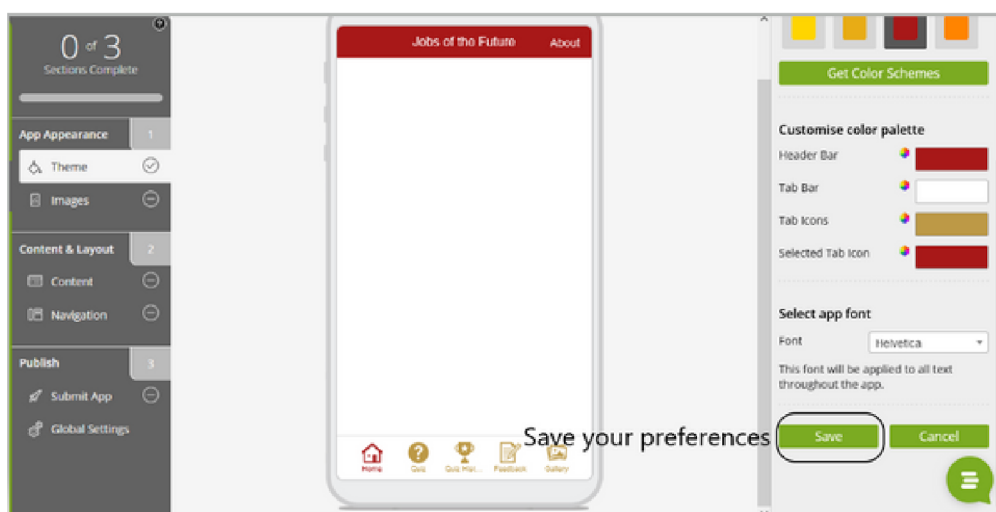 0 of 3
Sections Complete
App Appearance 1
Theme
Images
Content & Layout 2
Content
Navigation
Publish 3
Submit App
Global Settings
Jobs of the Future About
Home Quiz Quiz His... Feedback Gallery
Get Color Schemes
Customise color palette
Header Bar
Tab Bar
Tab Icons
Selected Tab Icon
Select app font
Font Helvetica
This font will be applied to all text
throughout the app.
Save your preferences
Save Cancel